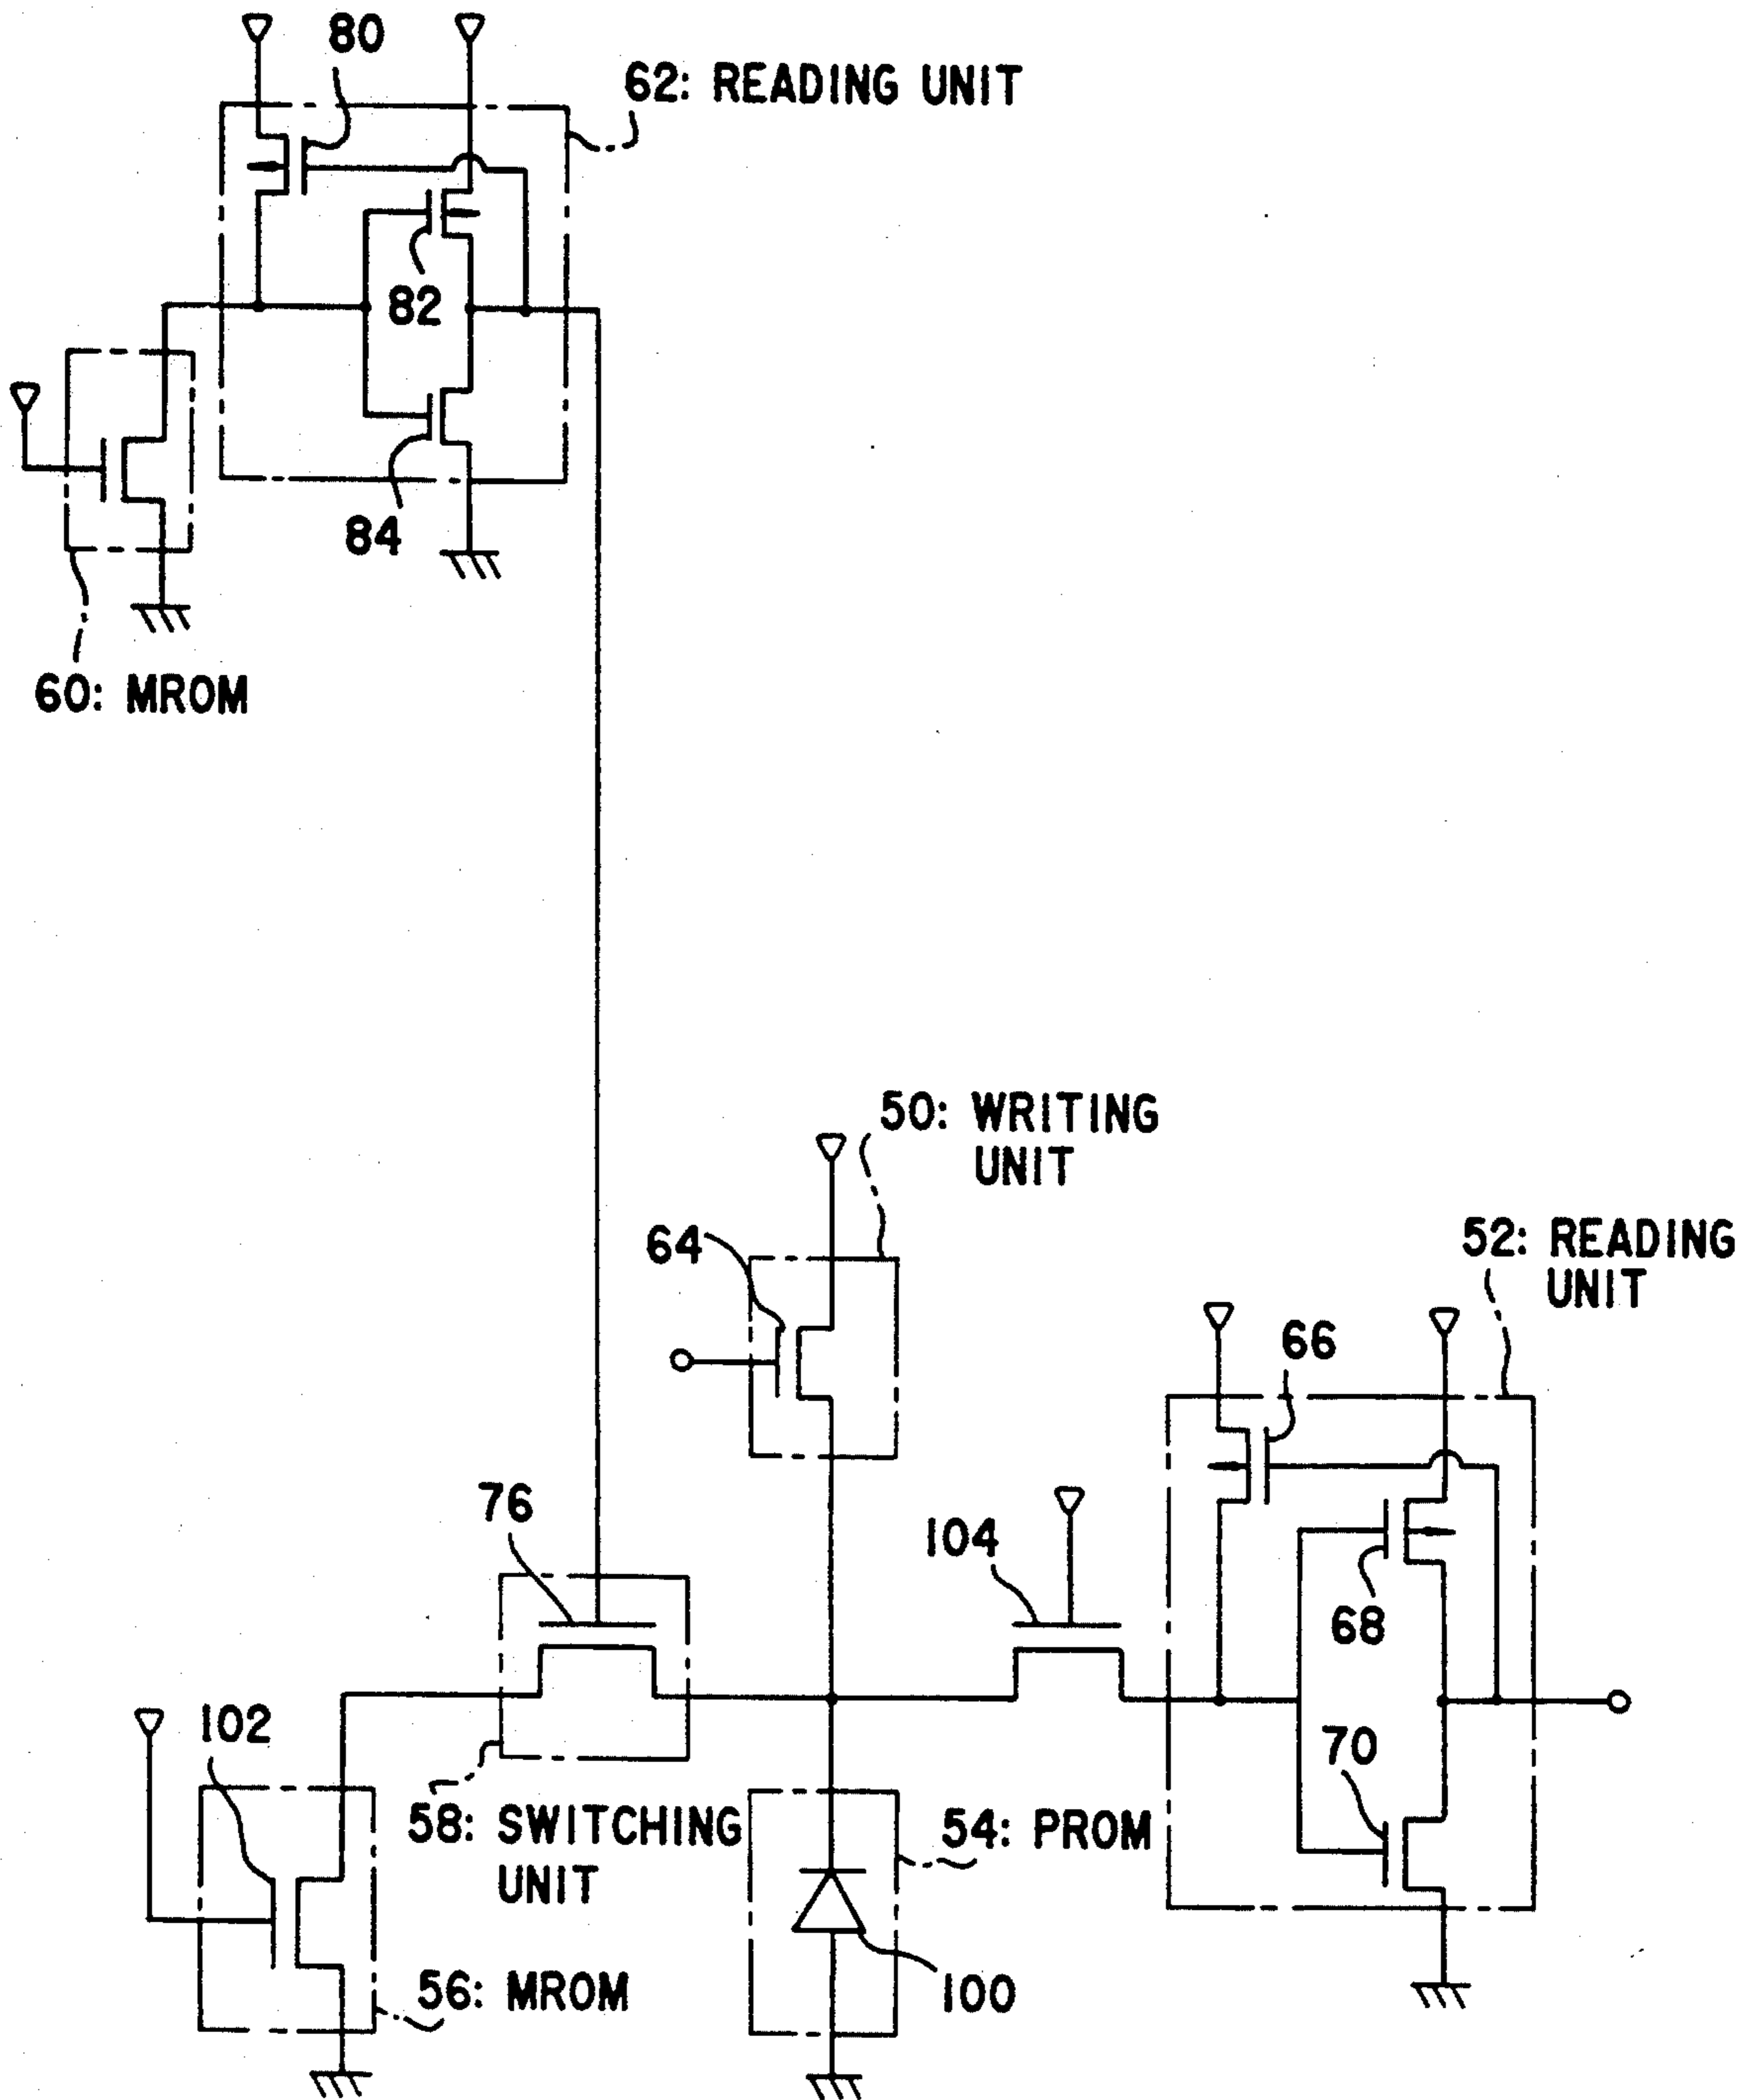 80
62: READING UNIT
82
84
60: MROM
50: WRITING
UNIT
64
52: READING
UNIT
66
76
104
68
102
70
58: SWITCHING
UNIT
54: PROM
56: MROM
100